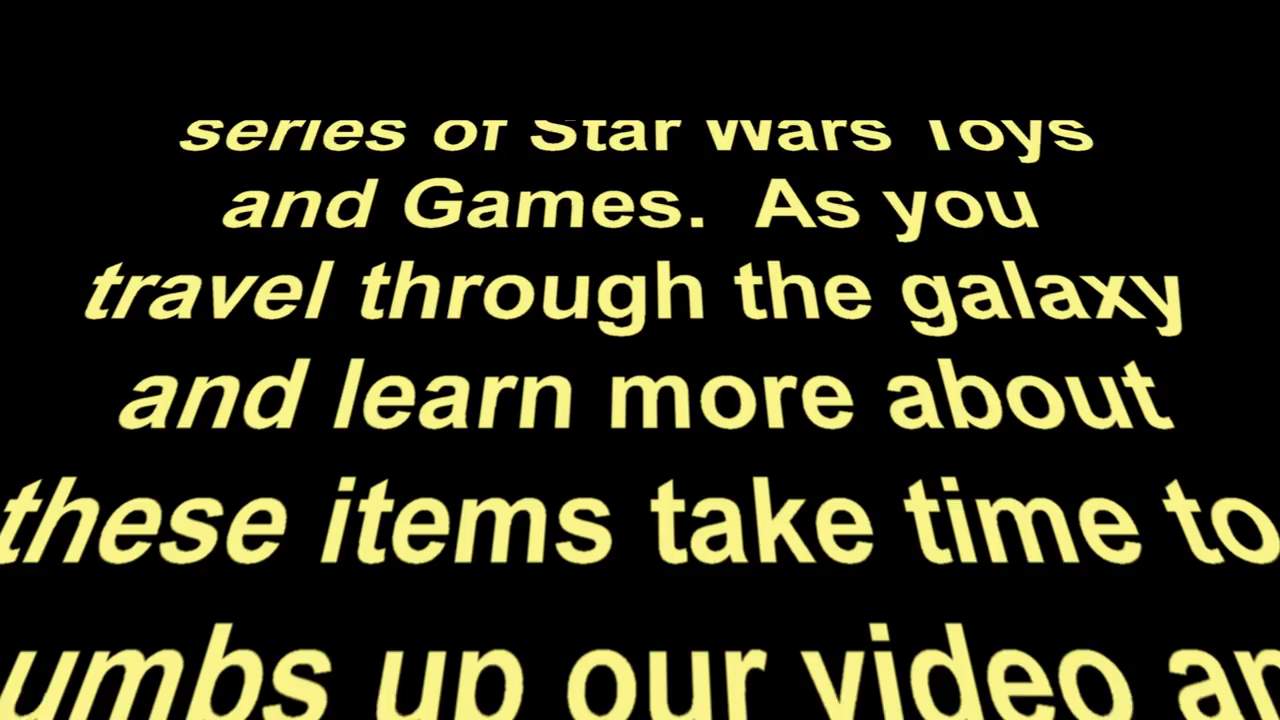 series of Star Wars Toys
and Games.  As you
travel through the galaxy
and learn more about
these items take time to
umbs up our video an